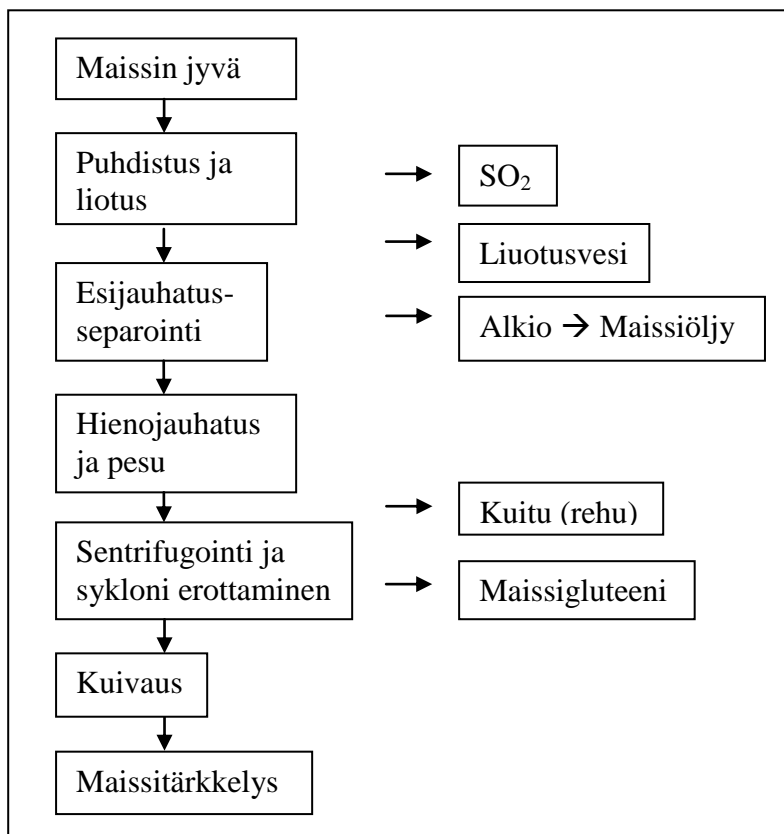 Maissin jyvä
Puhdistus ja
liotus
SO₂
Liuotusvesi
Esijauhatus-
separointi
Alkio → Maissiöljy
Hienojauhatus
ja pesu
Kuitu (rehu)
Sentrifugointi ja
sykloni erottaminen
Maissigluteeni
Kuivaus
Maissitärkkelys